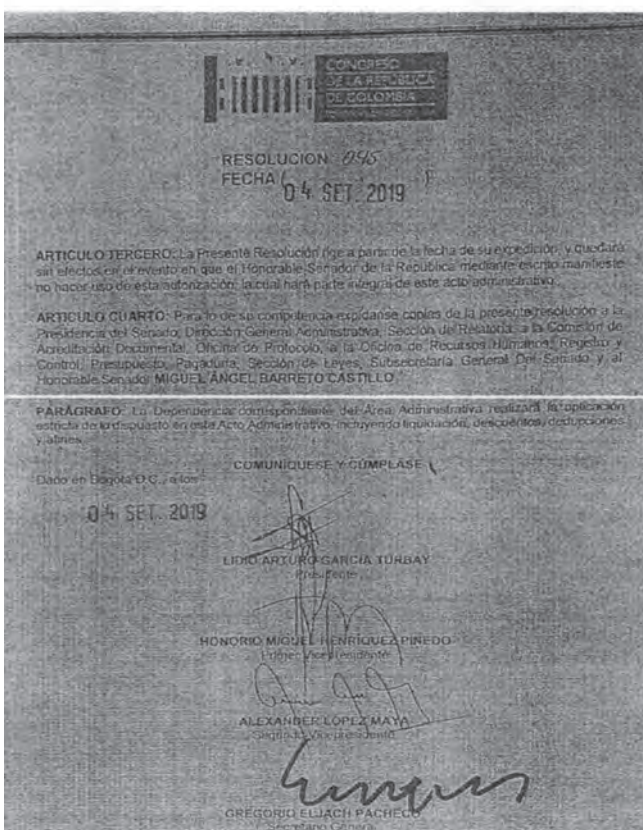 CONGRESO
DE LA REPÚBLICA
DE COLOMBIA
RESOLUCION 045
FECHA ( )
04 SET. 2019
ARTICULO TERCERO: La Presente Resolución rige a partir de la fecha de su expedición, y quedará
sin efectos en el evento en que el Honorable Senador de la República mediante escrito manifieste
no hacer uso de esta autorización, la cual hará parte integral de este acto administrativo.
ARTICULO CUARTO: Para lo de su competencia expídanse copias de la presente resolución a la
Presidencia del Senado, Dirección General Administrativa, Sección de Relatoría, a la Comisión de
Acreditación Documental, Oficina de Protocolo, a la Oficina de Recursos Humanos, Registro y
Control, Presupuesto, Pagaduría, Sección de Leyes, Subsecretaría General Del Senado y al
Honorable Senador MIGUEL ÁNGEL BARRETO CASTILLO.
PARÁGRAFO: La Dependencia correspondiente del Área Administrativa realizará la aplicación
estricta de lo dispuesto en este Acto Administrativo, incluyendo liquidación, descuentos, deducciones
y afines.
COMUNÍQUESE Y CÚMPLASE
Dado en Bogotá D.C., a los
04 SET. 2019
LIDIO ARTURO GARCÍA TURBAY
Presidente
HONORIO MIGUEL HENRIQUEZ PINEDO
Primer Vicepresidente
ALEXANDER LÓPEZ MAYA
Segundo Vicepresidente
GREGORIO ELJACH PACHECO
Secretario General